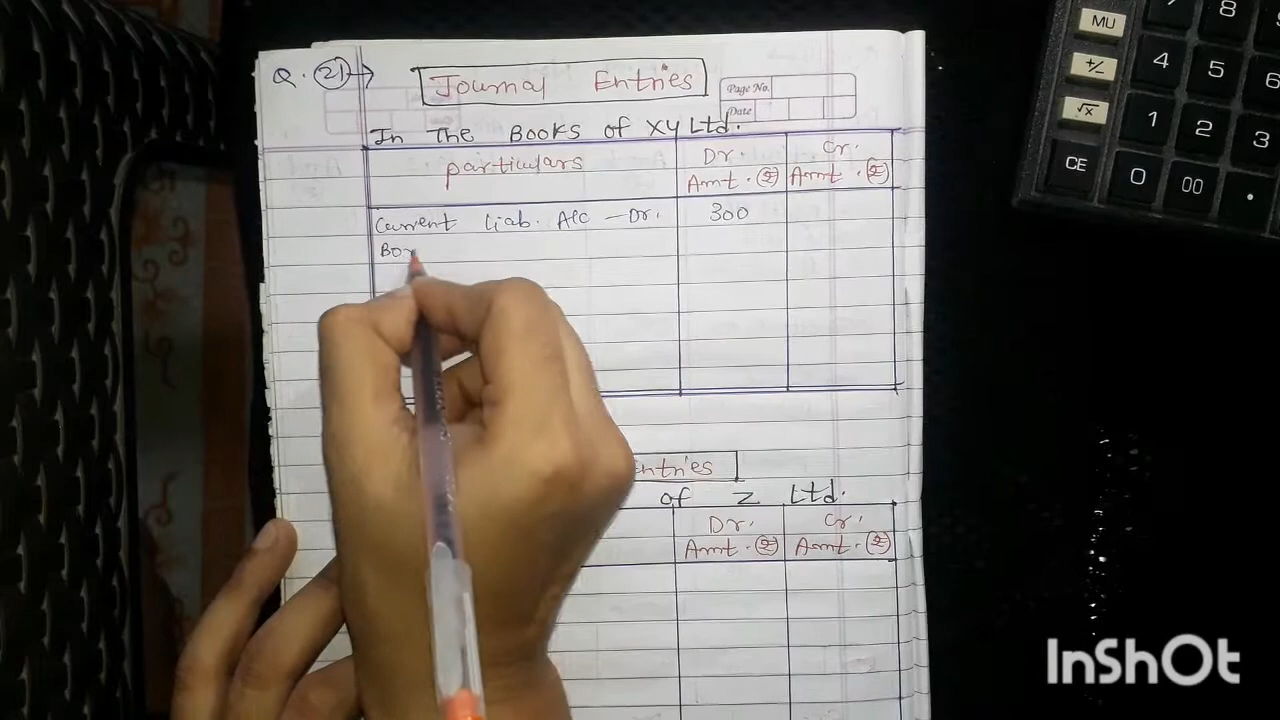 Q. 21 → Journal Entries
Page No.
Date
In The Books of XY Ltd.
particulars Dr. Amt. (₹) Cr. Amt. (₹)
Current Liab. A/c — Dr. 300
Bor
Entries
of Z Ltd.
Dr. Amt. (₹) Cr. Amt. (₹)
MU 8
+/- 4 5 6
√x 1 2 3
CE 0 00 .
InShOt